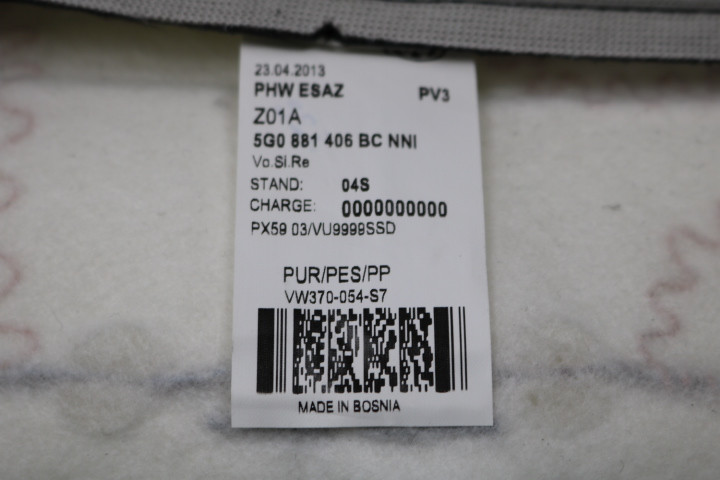 23.04.2013
PHW ESAZ PV3
Z01A
5G0 881 406 BC NNI
Vo.Si.Re
STAND: 04S
CHARGE: 0000000000
PX59 03/VU9999SSD
PUR/PES/PP
VW370-054-S7
MADE IN BOSNIA